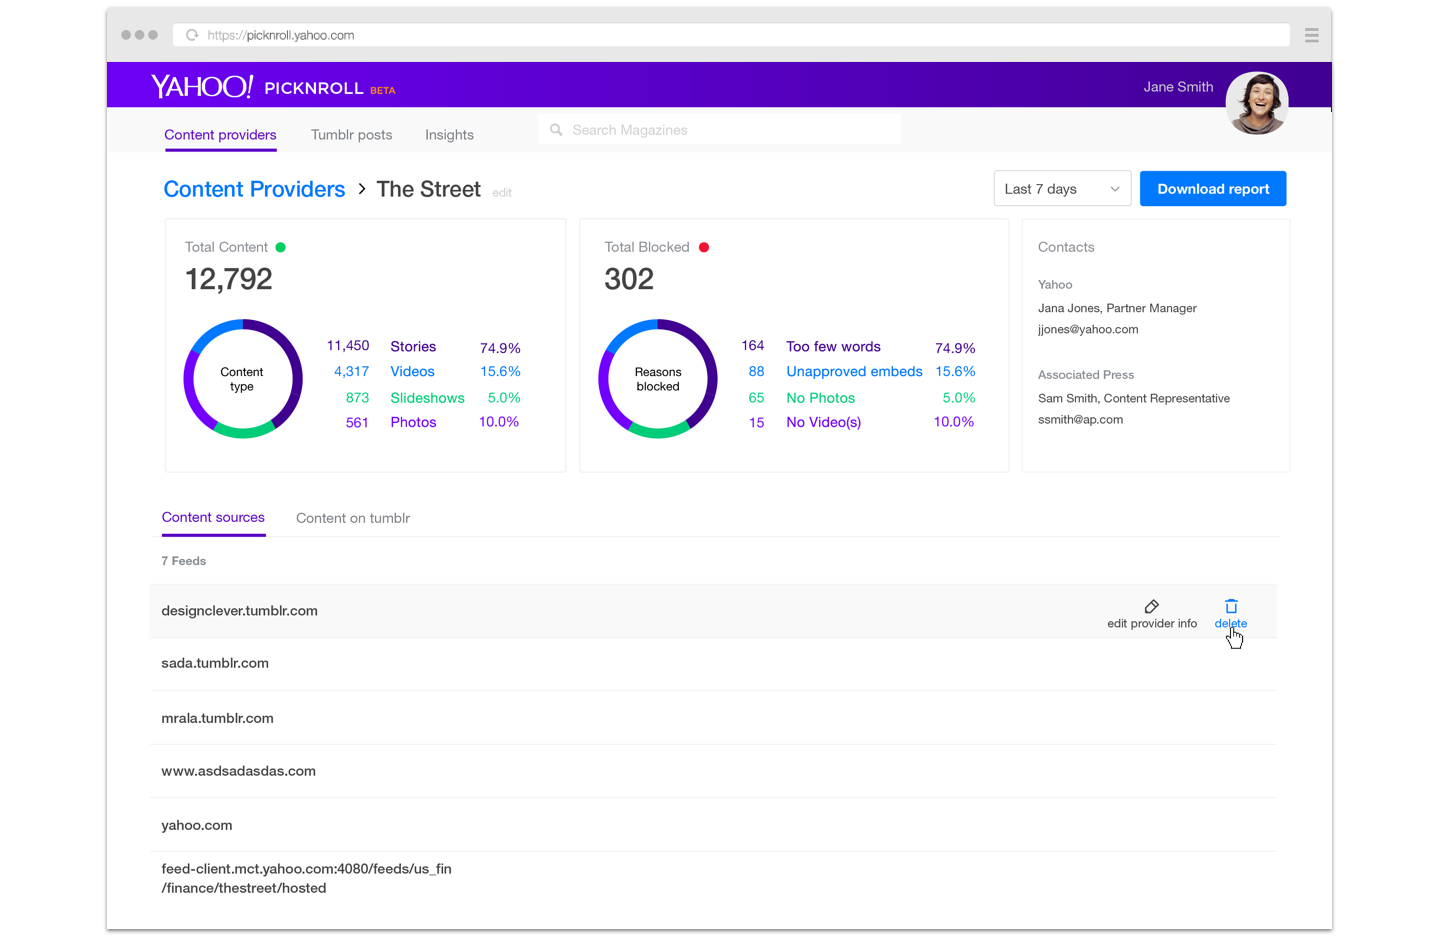 https://picknroll.yahoo.com
YAHOO! PICKNROLL BETA
Jane Smith
Content providers Tumblr posts Insights Search Magazines
Content Providers > The Street edit
Last 7 days Download report
Total Content
12,792
Content
type
11,450 Stories 74.9%
4,317 Videos 15.6%
873 Slideshows 5.0%
561 Photos 10.0%
Total Blocked
302
Reasons
blocked
164 Too few words 74.9%
88 Unapproved embeds 15.6%
65 No Photos 5.0%
15 No Video(s) 10.0%
Contacts
Yahoo
Jana Jones, Partner Manager
jjones@yahoo.com
Associated Press
Sam Smith, Content Representative
ssmith@ap.com
Content sources Content on tumblr
7 Feeds
designclever.tumblr.com
edit provider info delete
sada.tumblr.com
mrala.tumblr.com
www.asdsadasdas.com
yahoo.com
feed-client.mct.yahoo.com:4080/feeds/us_fin
/finance/thestreet/hosted